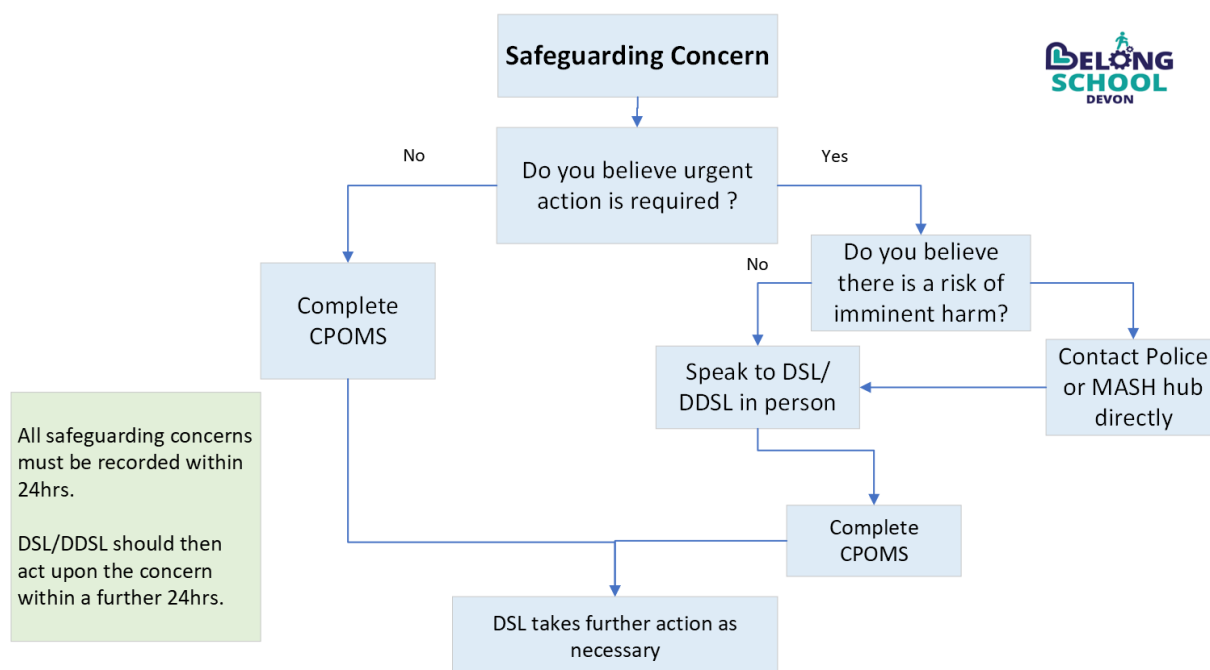 Safeguarding Concern
BELONG
SCHOOL
DEVON
No
Do you believe urgent
action is required ?
Yes
Do you believe
there is a risk of
imminent harm?
No
Complete
CPOMS
Speak to DSL/
DDSL in person
Contact Police
or MASH hub
directly
All safeguarding concerns
must be recorded within
24hrs.
DSL/DDSL should then
act upon the concern
within a further 24hrs.
Complete
CPOMS
DSL takes further action as
necessary